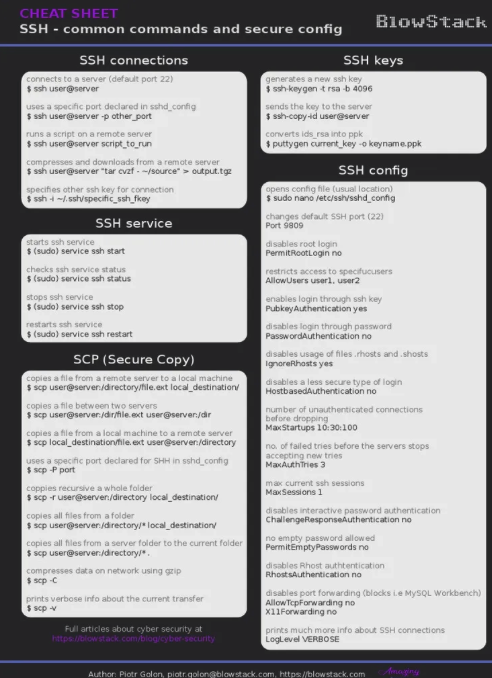 CHEAT SHEET
SSH - common commands and secure config
BlowStack
SSH connections
connects to a server (default port 22)
$ ssh user@server
uses a specific port declared in sshd_config
$ ssh user@server -p other_port
runs a script on a remote server
$ ssh user@server script_to_run
compresses and downloads from a remote server
$ ssh user@server "tar cvzf - ~/source" > output.tgz
specifies other ssh key for connection
$ ssh -i ~/.ssh/specific_ssh_fkey
SSH service
starts ssh service
$ (sudo) service ssh start
checks ssh service status
$ (sudo) service ssh status
stops ssh service
$ (sudo) service ssh stop
restarts ssh service
$ (sudo) service ssh restart
SCP (Secure Copy)
copies a file from a remote server to a local machine
$ scp user@server:/directory/file.ext local_destination/
copies a file between two servers
$ scp user@server:/dir/file.ext user@server:/dir
copies a file from a local machine to a remote server
$ scp local_destination/file.ext user@server:/directory
uses a specific port declared for SHH in sshd_config
$ scp -P port
coppies recursive a whole folder
$ scp -r user@server:/directory local_destination/
copies all files from a folder
$ scp user@server:/directory/* local_destination/
copies all files from a server folder to the current folder
$ scp user@server:/directory/* .
compresses data on network using gzip
$ scp -C
prints verbose info about the current transfer
$ scp -v
Full articles about cyber security at
https://blowstack.com/blog/cyber-security
SSH keys
generates a new ssh key
$ ssh-keygen -t rsa -b 4096
sends the key to the server
$ ssh-copy-id user@server
converts ids_rsa into ppk
$ puttygen current_key -o keyname.ppk
SSH config
opens config file (usual location)
$ sudo nano /etc/ssh/sshd_config
changes default SSH port (22)
Port 9809
disables root login
PermitRootLogin no
restricts access to specifucusers
AllowUsers user1, user2
enables login through ssh key
PubkeyAuthentication yes
disables login through password
PasswordAuthentication no
disables usage of files .rhosts and .shosts
IgnoreRhosts yes
disables a less secure type of login
HostbasedAuthentication no
number of unauthenticated connections
before dropping
MaxStartups 10:30:100
no. of failed tries before the servers stops
accepting new tries
MaxAuthTries 3
max current ssh sessions
MaxSessions 1
disables interactive password authentication
ChallengeResponseAuthentication no
no empty password allowed
PermitEmptyPasswords no
disables Rhost authtentication
RhostsAuthentication no
disables port forwarding (blocks i.e MySQL Workbench)
AllowTcpForwarding no
X11Forwarding no
prints much more info about SSH connections
LogLevel VERBOSE
Author: Piotr Golon, piotr.golon@blowstack.com, https://blowstack.com
Amazing